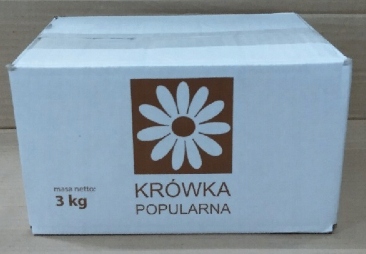 KRÓWKA
POPULARNA
masa netto:
3 kg